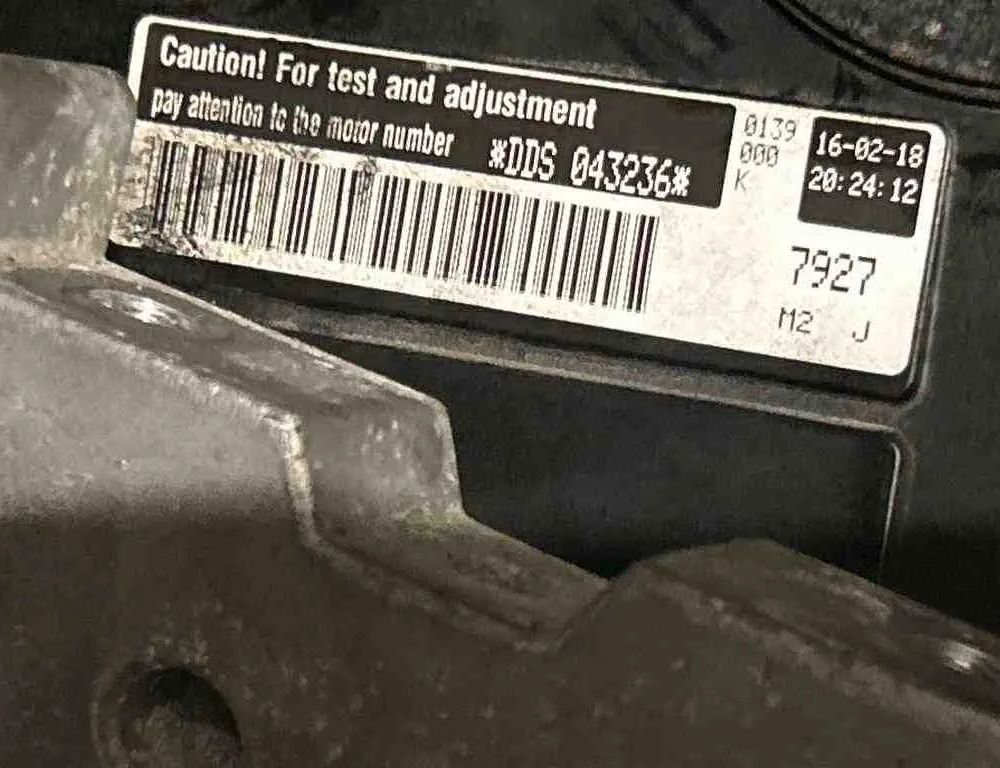 Caution! For test and adjustment
pay attention to the motor number
*DDS 043236*
0139
000
K
16-02-18
20:24:12
7927
M2 J